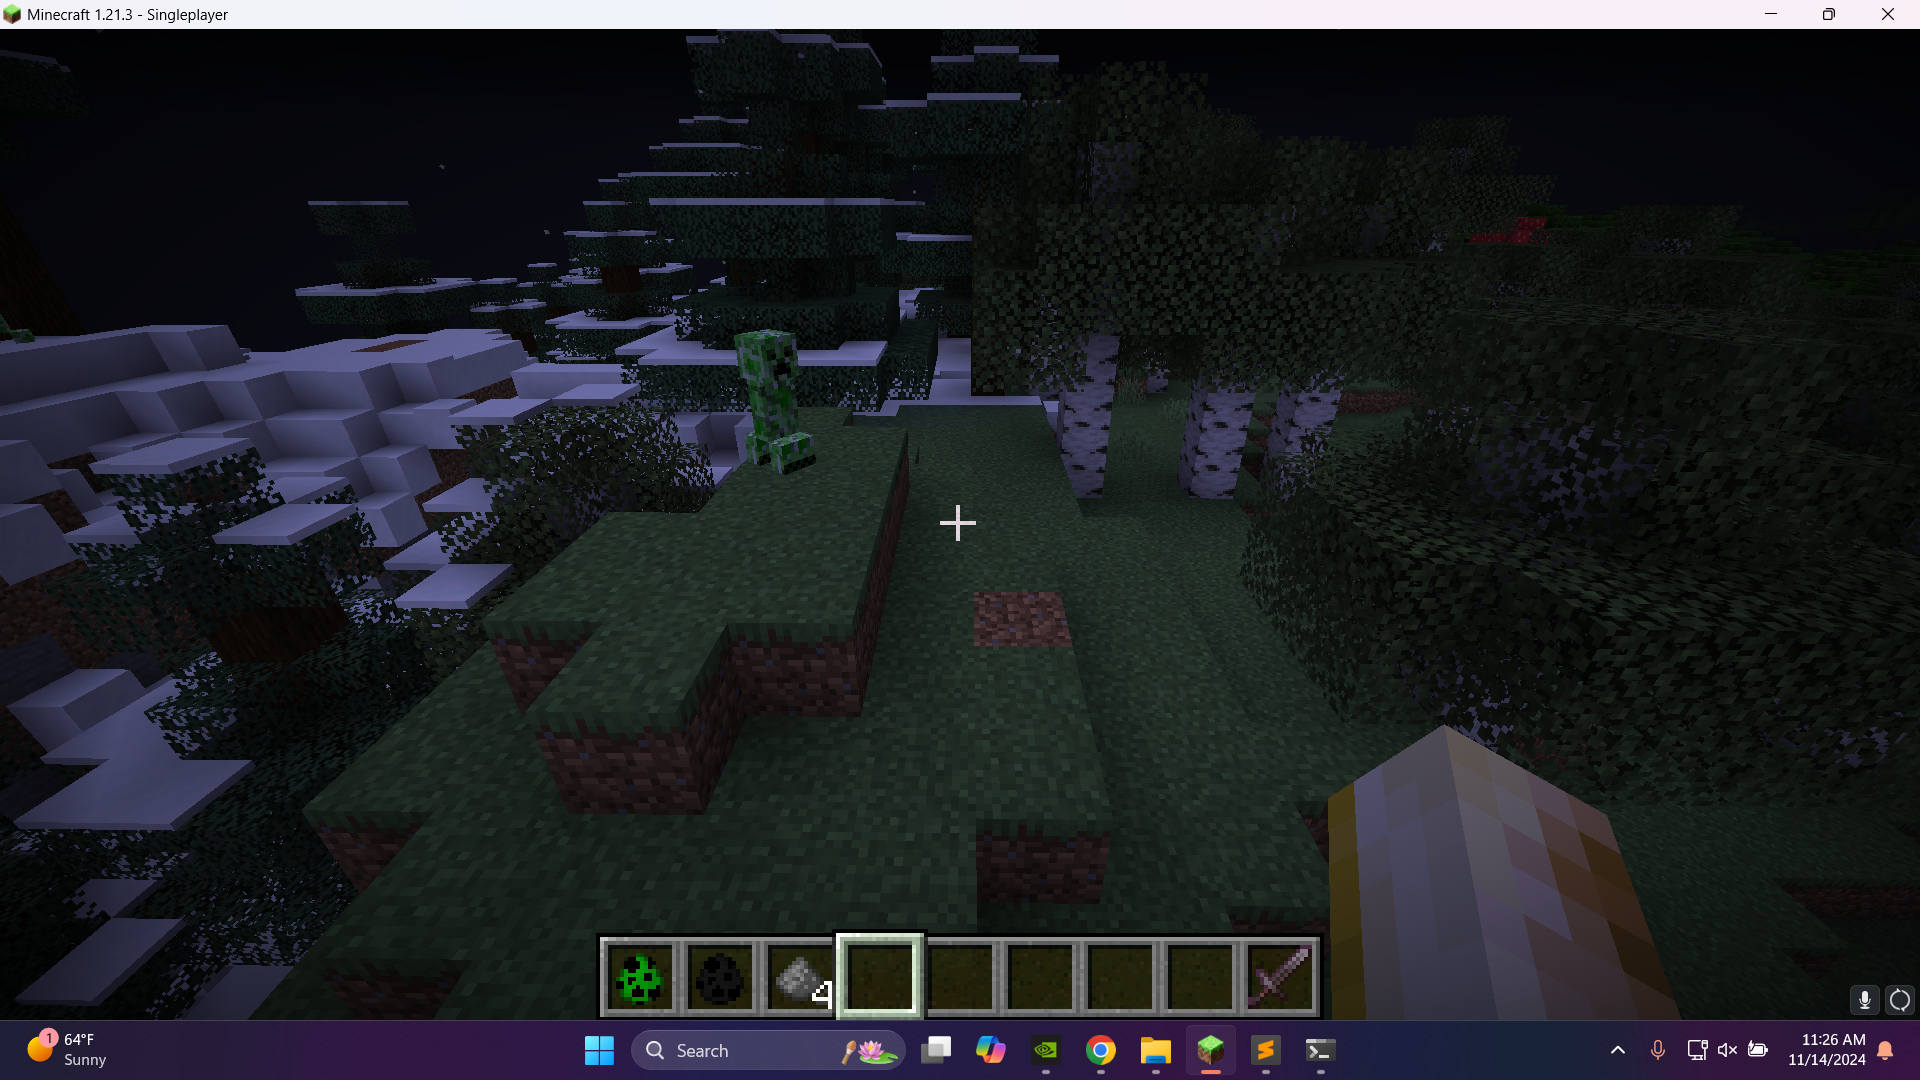 Minecraft 1.21.3 - Singleplayer
4
1
64°F
Sunny
Search
11:26 AM
11/14/2024